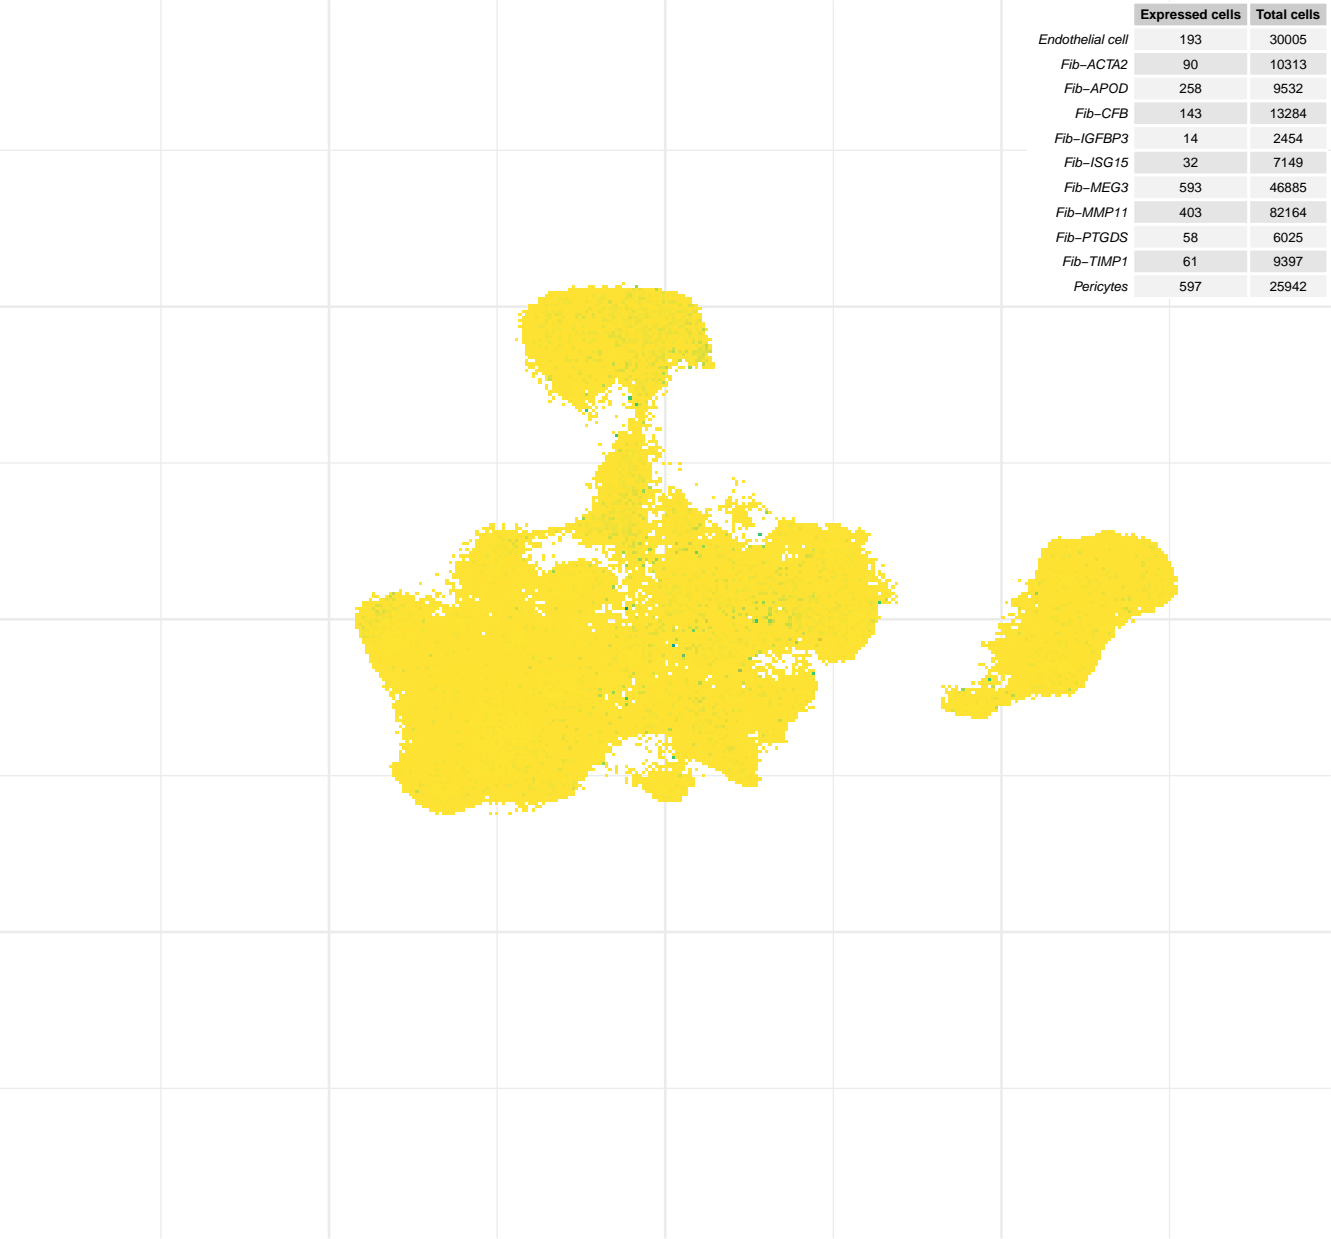 Expressed cells Total cells
Endothelial cell 193 30005
Fib−ACTA2 90 10313
Fib−APOD 258 9532
Fib−CFB 143 13284
Fib−IGFBP3 14 2454
Fib−ISG15 32 7149
Fib−MEG3 593 46885
Fib−MMP11 403 82164
Fib−PTGDS 58 6025
Fib−TIMP1 61 9397
Pericytes 597 25942